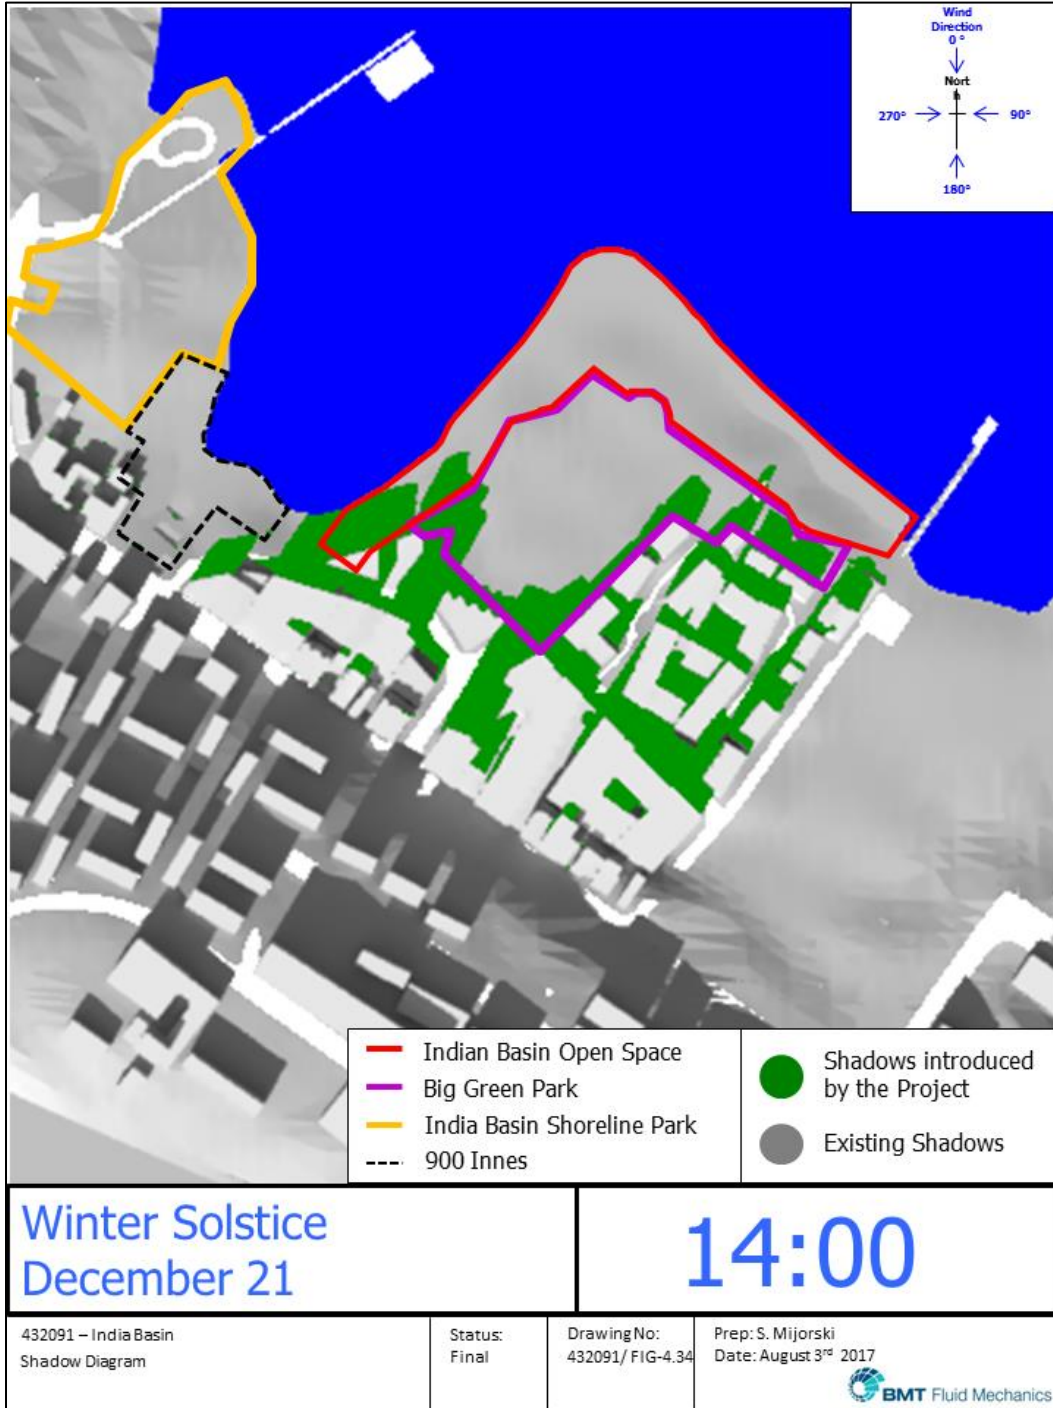 Wind
Direction
0 °
Nort
h
270°
90°
180°
Indian Basin Open Space
Big Green Park
India Basin Shoreline Park
900 Innes
Shadows introduced
by the Project
Existing Shadows
Winter Solstice
December 21
14:00
432091 – India Basin
Shadow Diagram
Status:
Final
Drawing No:
432091/ FIG-4.34
Prep: S. Mijorski
Date: August 3rd 2017
BMT Fluid Mechanics